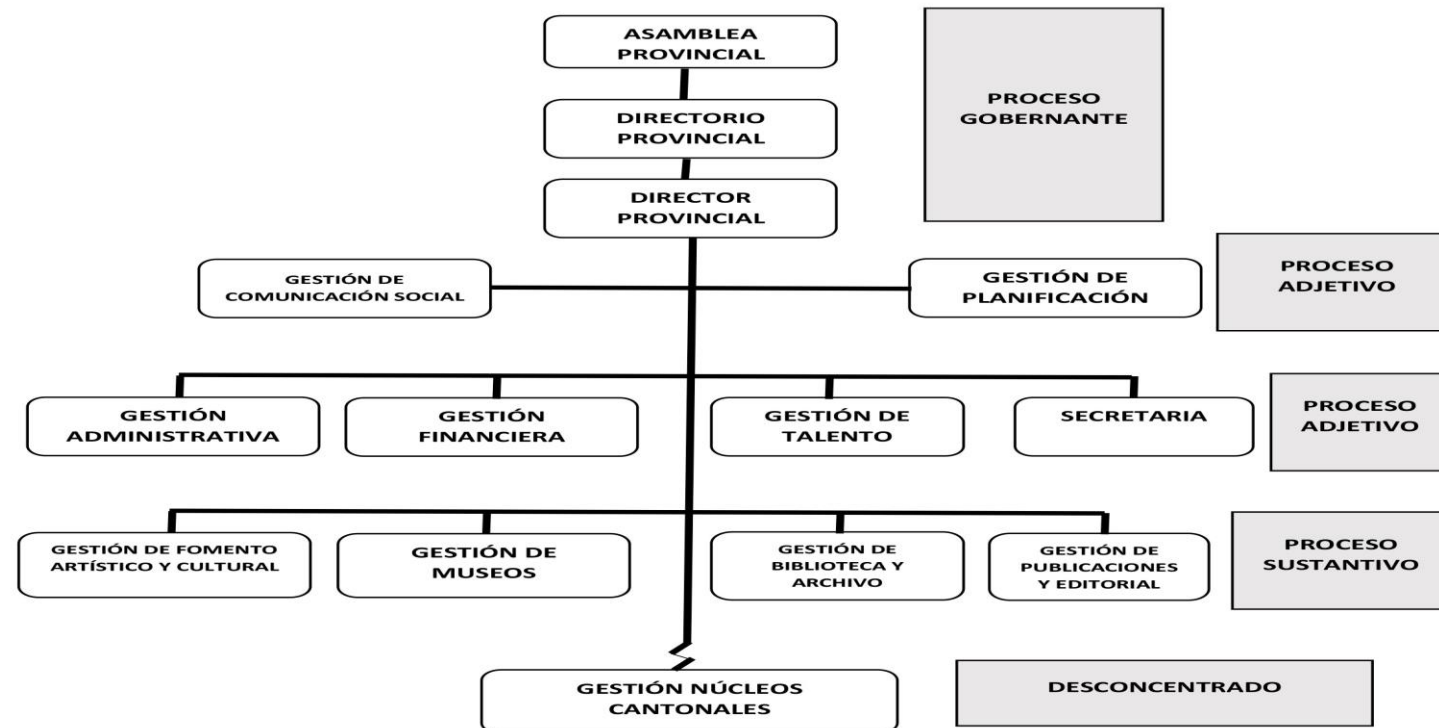 ASAMBLEA
PROVINCIAL
PROCESO
GOBERNANTE
DIRECTORIO
PROVINCIAL
DIRECTOR
PROVINCIAL
GESTIÓN DE
COMUNICACIÓN SOCIAL
GESTIÓN DE
PLANIFICACIÓN
PROCESO
ADJETIVO
GESTIÓN
ADMINISTRATIVA
GESTIÓN
FINANCIERA
GESTIÓN DE
TALENTO
SECRETARIA
PROCESO
ADJETIVO
GESTIÓN DE FOMENTO
ARTÍSTICO Y CULTURAL
GESTIÓN DE
MUSEOS
GESTIÓN DE
BIBLIOTECA Y
ARCHIVO
GESTIÓN DE
PUBLICACIONES
Y EDITORIAL
PROCESO
SUSTANTIVO
GESTIÓN NÚCLEOS
CANTONALES
DESCONCENTRADO